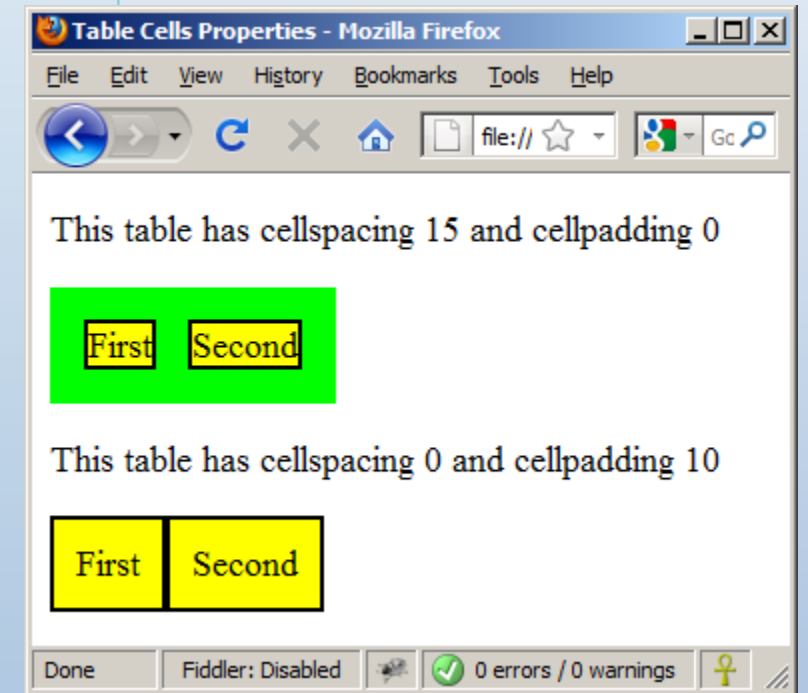 Table Cells Properties - Mozilla Firefox
File Edit View History Bookmarks Tools Help
file:// Go
This table has cellspacing 15 and cellpadding 0
First Second
This table has cellspacing 0 and cellpadding 10
First Second
Done Fiddler: Disabled 0 errors / 0 warnings